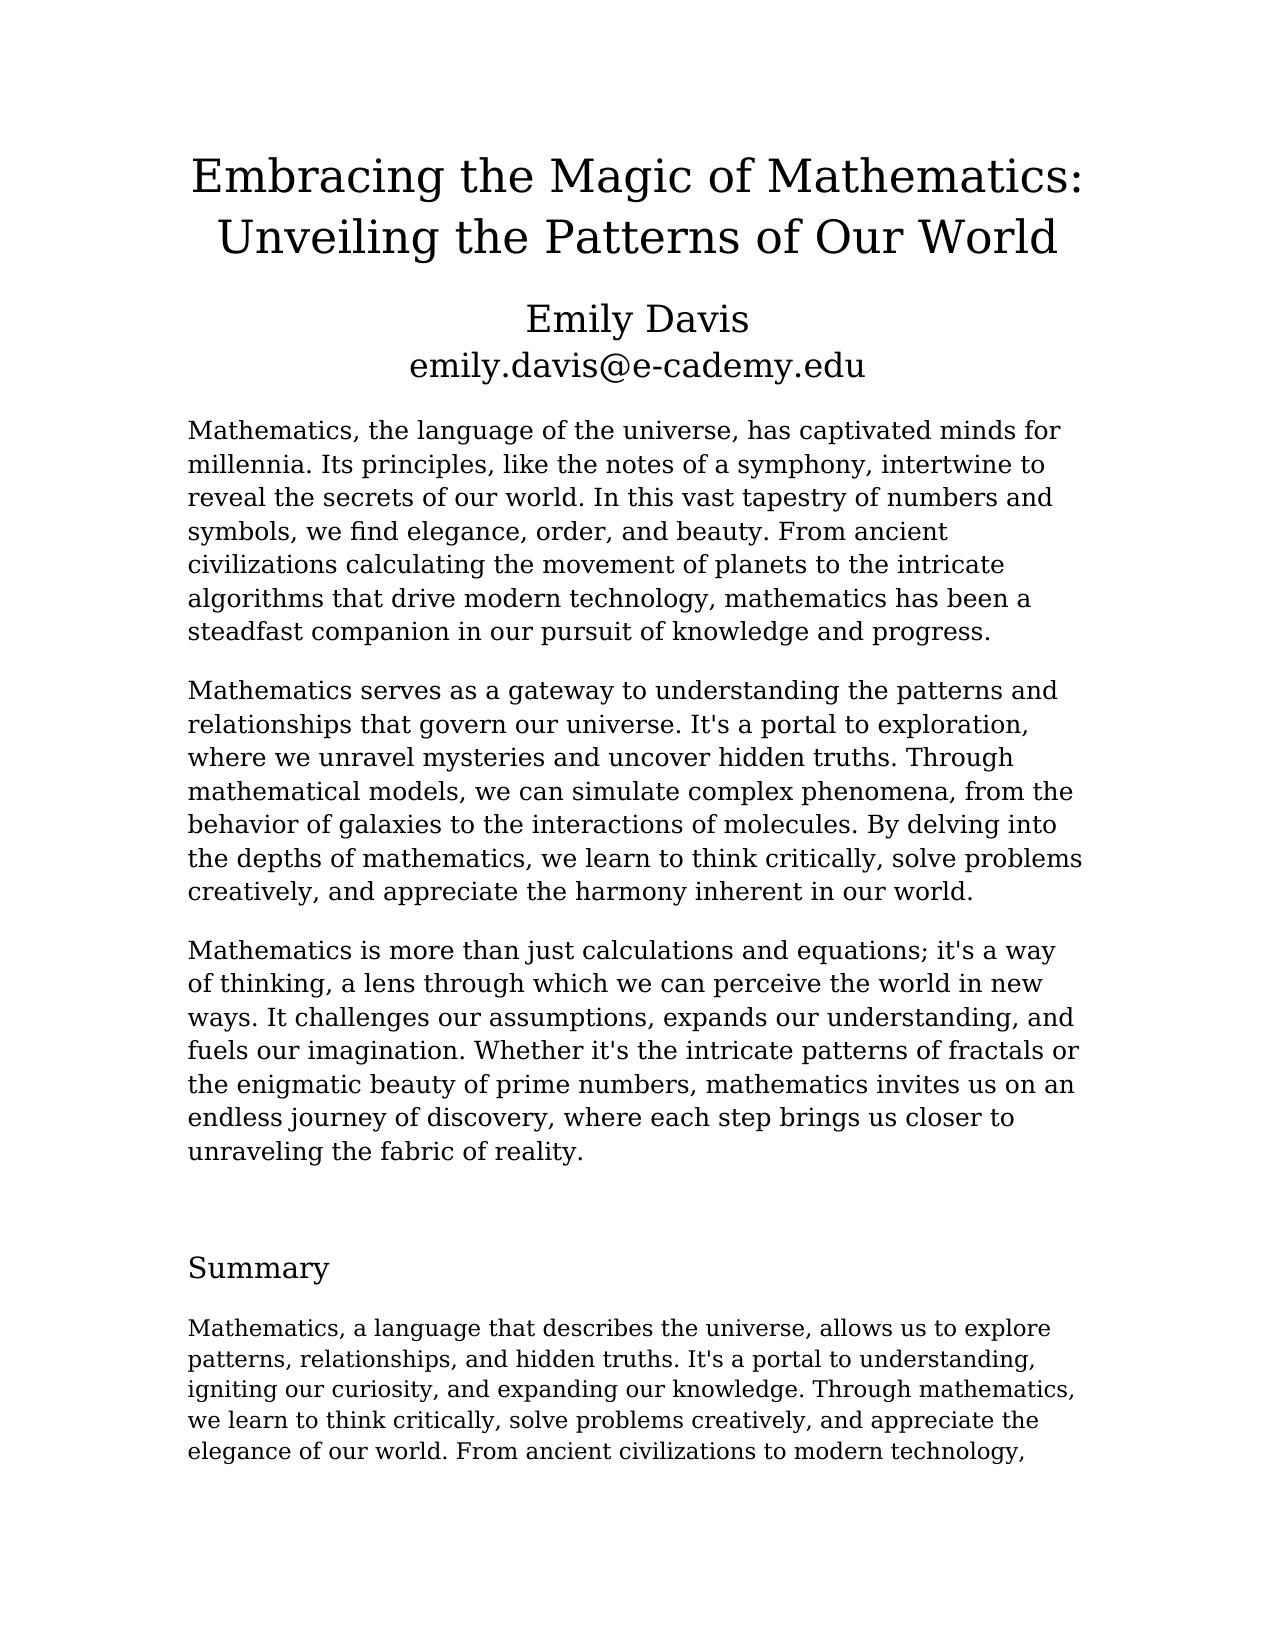 Embracing the Magic of Mathematics:
Unveiling the Patterns of Our World
Emily Davis
emily.davis@e-cademy.edu
Mathematics, the language of the universe, has captivated minds for
millennia. Its principles, like the notes of a symphony, intertwine to
reveal the secrets of our world. In this vast tapestry of numbers and
symbols, we find elegance, order, and beauty. From ancient
civilizations calculating the movement of planets to the intricate
algorithms that drive modern technology, mathematics has been a
steadfast companion in our pursuit of knowledge and progress.
Mathematics serves as a gateway to understanding the patterns and
relationships that govern our universe. It's a portal to exploration,
where we unravel mysteries and uncover hidden truths. Through
mathematical models, we can simulate complex phenomena, from the
behavior of galaxies to the interactions of molecules. By delving into
the depths of mathematics, we learn to think critically, solve problems
creatively, and appreciate the harmony inherent in our world.
Mathematics is more than just calculations and equations; it's a way
of thinking, a lens through which we can perceive the world in new
ways. It challenges our assumptions, expands our understanding, and
fuels our imagination. Whether it's the intricate patterns of fractals or
the enigmatic beauty of prime numbers, mathematics invites us on an
endless journey of discovery, where each step brings us closer to
unraveling the fabric of reality.
Summary
Mathematics, a language that describes the universe, allows us to explore
patterns, relationships, and hidden truths. It's a portal to understanding,
igniting our curiosity, and expanding our knowledge. Through mathematics,
we learn to think critically, solve problems creatively, and appreciate the
elegance of our world. From ancient civilizations to modern technology,